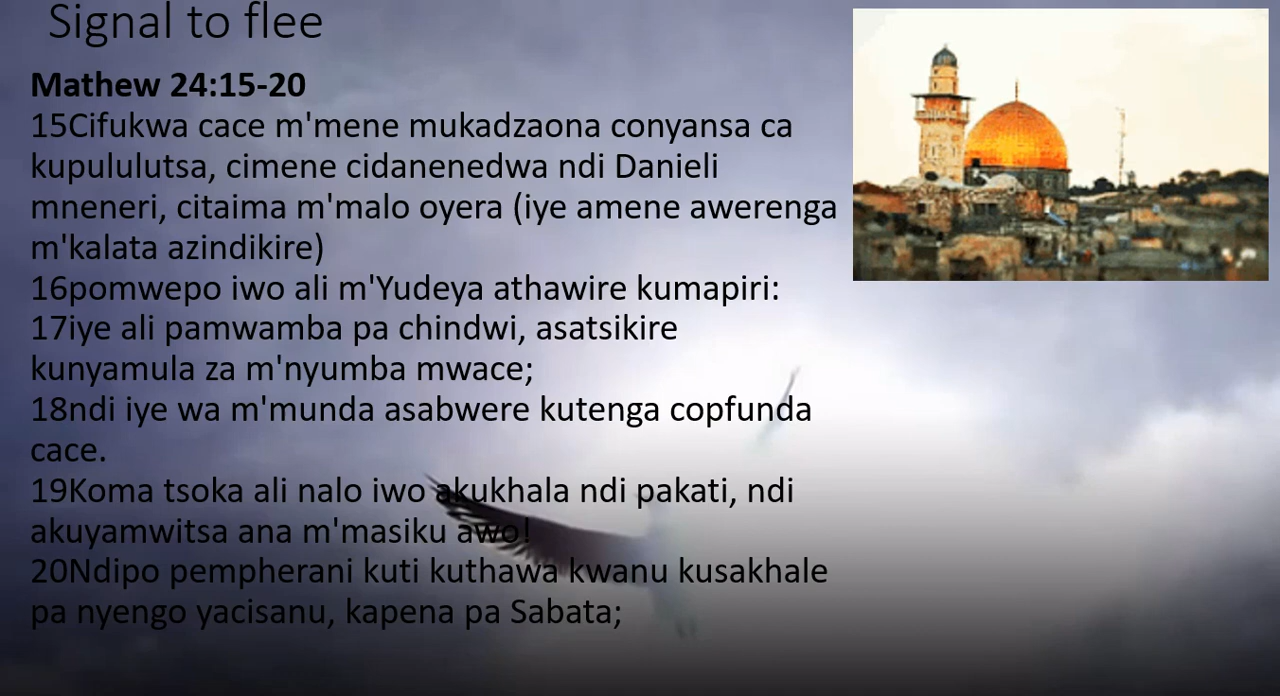 Signal to flee
Mathew 24:15-20
15Cifukwa cace m'mene mukadzaona conyansa ca
kupululutsa, cimene cidanenedwa ndi Danieli
mneneri, citaima m'malo oyera (iye amene awerenga
m'kalata azindikire)
16pomwepo iwo ali m'Yudeya athawire kumapiri:
17iye ali pamwamba pa chindwi, asatsikire
kunyamula za m'nyumba mwace;
18ndi iye wa m'munda asabwere kutenga copfunda
cace.
19Koma tsoka ali nalo iwo akukhala ndi pakati, ndi
akuyamwitsa ana m'masiku awo!
20Ndipo pempherani kuti kuthawa kwanu kusakhale
pa nyengo yacisanu, kapena pa Sabata;